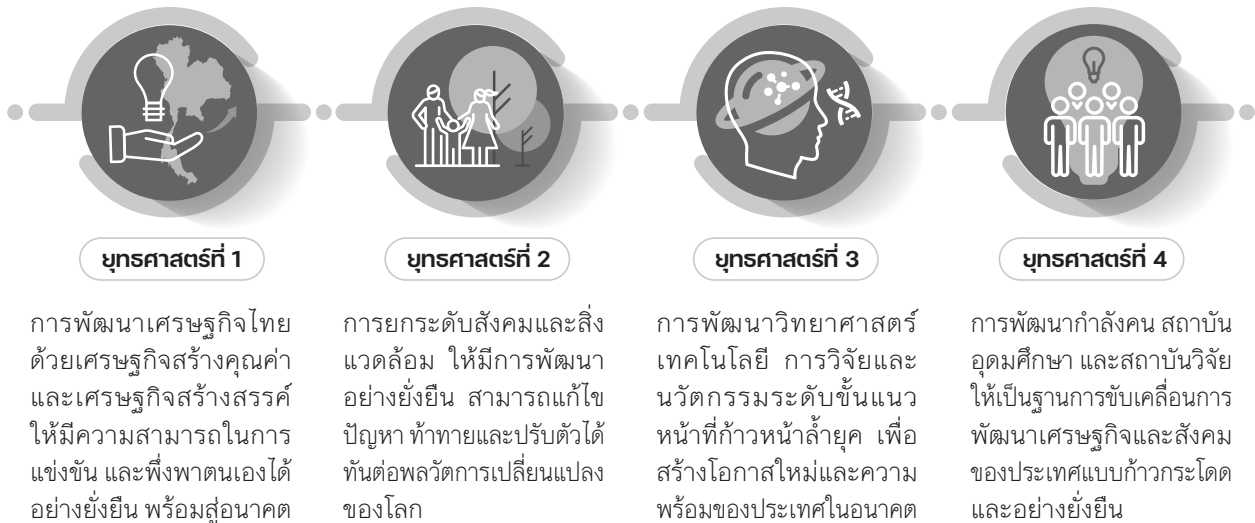 ยุทธศาสตร์ที่ 1
การพัฒนาเศรษฐกิจไทย
ด้วยเศรษฐกิจสร้างคุณค่า
และเศรษฐกิจสร้างสรรค์
ให้มีความสามารถในการ
แข่งขัน และพึ่งพาตนเองได้
อย่างยั่งยืน พร้อมสู่อนาคต
ยุทธศาสตร์ที่ 2
การยกระดับสังคมและสิ่ง
แวดล้อม ให้มีการพัฒนา
อย่างยั่งยืน สามารถแก้ไข
ปัญหา ท้าทายและปรับตัวได้
ทันต่อพลวัตการเปลี่ยนแปลง
ของโลก
ยุทธศาสตร์ที่ 3
การพัฒนาวิทยาศาสตร์
เทคโนโลยี การวิจัยและ
นวัตกรรมระดับขั้นแนว
หน้าที่ก้าวหน้าล้ำยุค เพื่อ
สร้างโอกาสใหม่และความ
พร้อมของประเทศในอนาคต
ยุทธศาสตร์ที่ 4
การพัฒนากำลังคน สถาบัน
อุดมศึกษา และสถาบันวิจัย
ให้เป็นฐานการขับเคลื่อนการ
พัฒนาเศรษฐกิจและสังคม
ของประเทศแบบก้าวกระโดด
และอย่างยั่งยืน